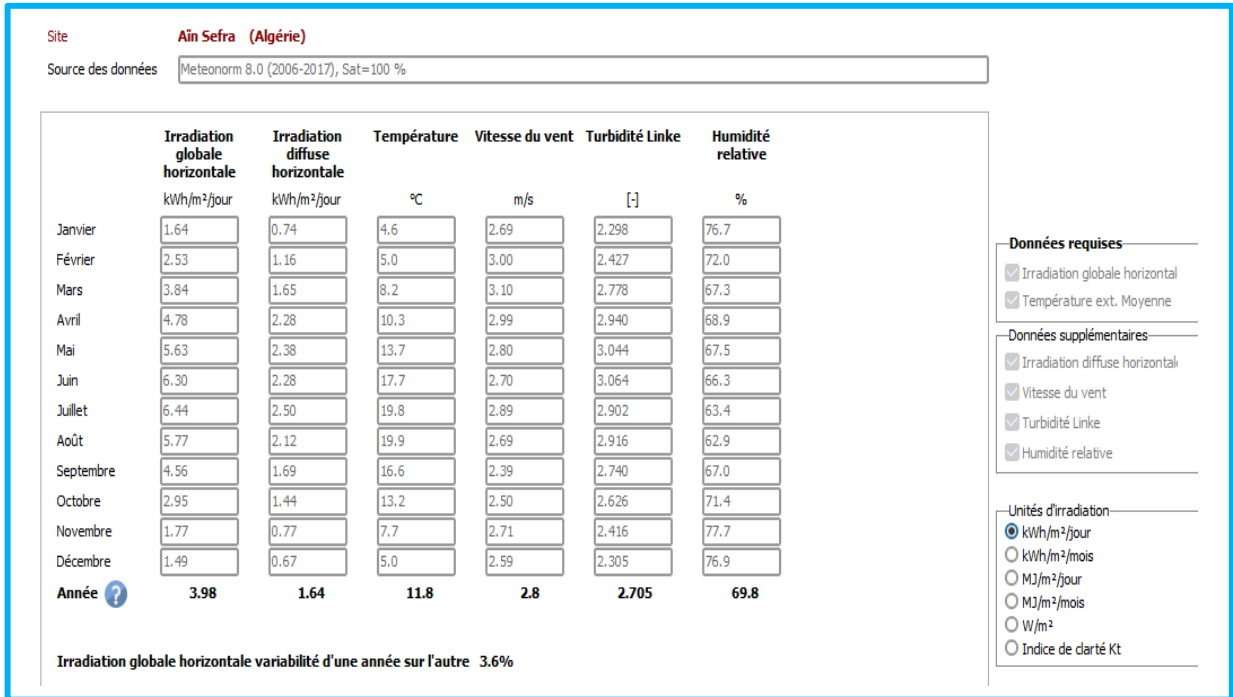 Site Aïn Sefra (Algérie)
Source des données Meteonorm 8.0 (2006-2017), Sat=100 %
Irradiation globale horizontale Irradiation diffuse horizontale Température Vitesse du vent Turbidité Linke Humidité relative
kWh/m²/jour kWh/m²/jour °C m/s [-] %
Janvier 1.64 0.74 4.6 2.69 2.298 76.7
Février 2.53 1.16 5.0 3.00 2.427 72.0
Mars 3.84 1.65 8.2 3.10 2.778 67.3
Avril 4.78 2.28 10.3 2.99 2.940 68.9
Mai 5.63 2.38 13.7 2.80 3.044 67.5
Juin 6.30 2.28 17.7 2.70 3.064 66.3
Juillet 6.44 2.50 19.8 2.89 2.902 63.4
Août 5.77 2.12 19.9 2.69 2.916 62.9
Septembre 4.56 1.69 16.6 2.39 2.740 67.0
Octobre 2.95 1.44 13.2 2.50 2.626 71.4
Novembre 1.77 0.77 7.7 2.71 2.416 77.7
Décembre 1.49 0.67 5.0 2.59 2.305 76.9
Année ? 3.98 1.64 11.8 2.8 2.705 69.8
Irradiation globale horizontale variabilité d'une année sur l'autre 3.6%
Données requises
Irradiation globale horizontal
Température ext. Moyenne
Données supplémentaires
Irradiation diffuse horizontale
Vitesse du vent
Turbidité Linke
Humidité relative
Unités d'irradiation
kWh/m²/jour
kWh/m²/mois
MJ/m²/jour
MJ/m²/mois
W/m²
Indice de clarté Kt